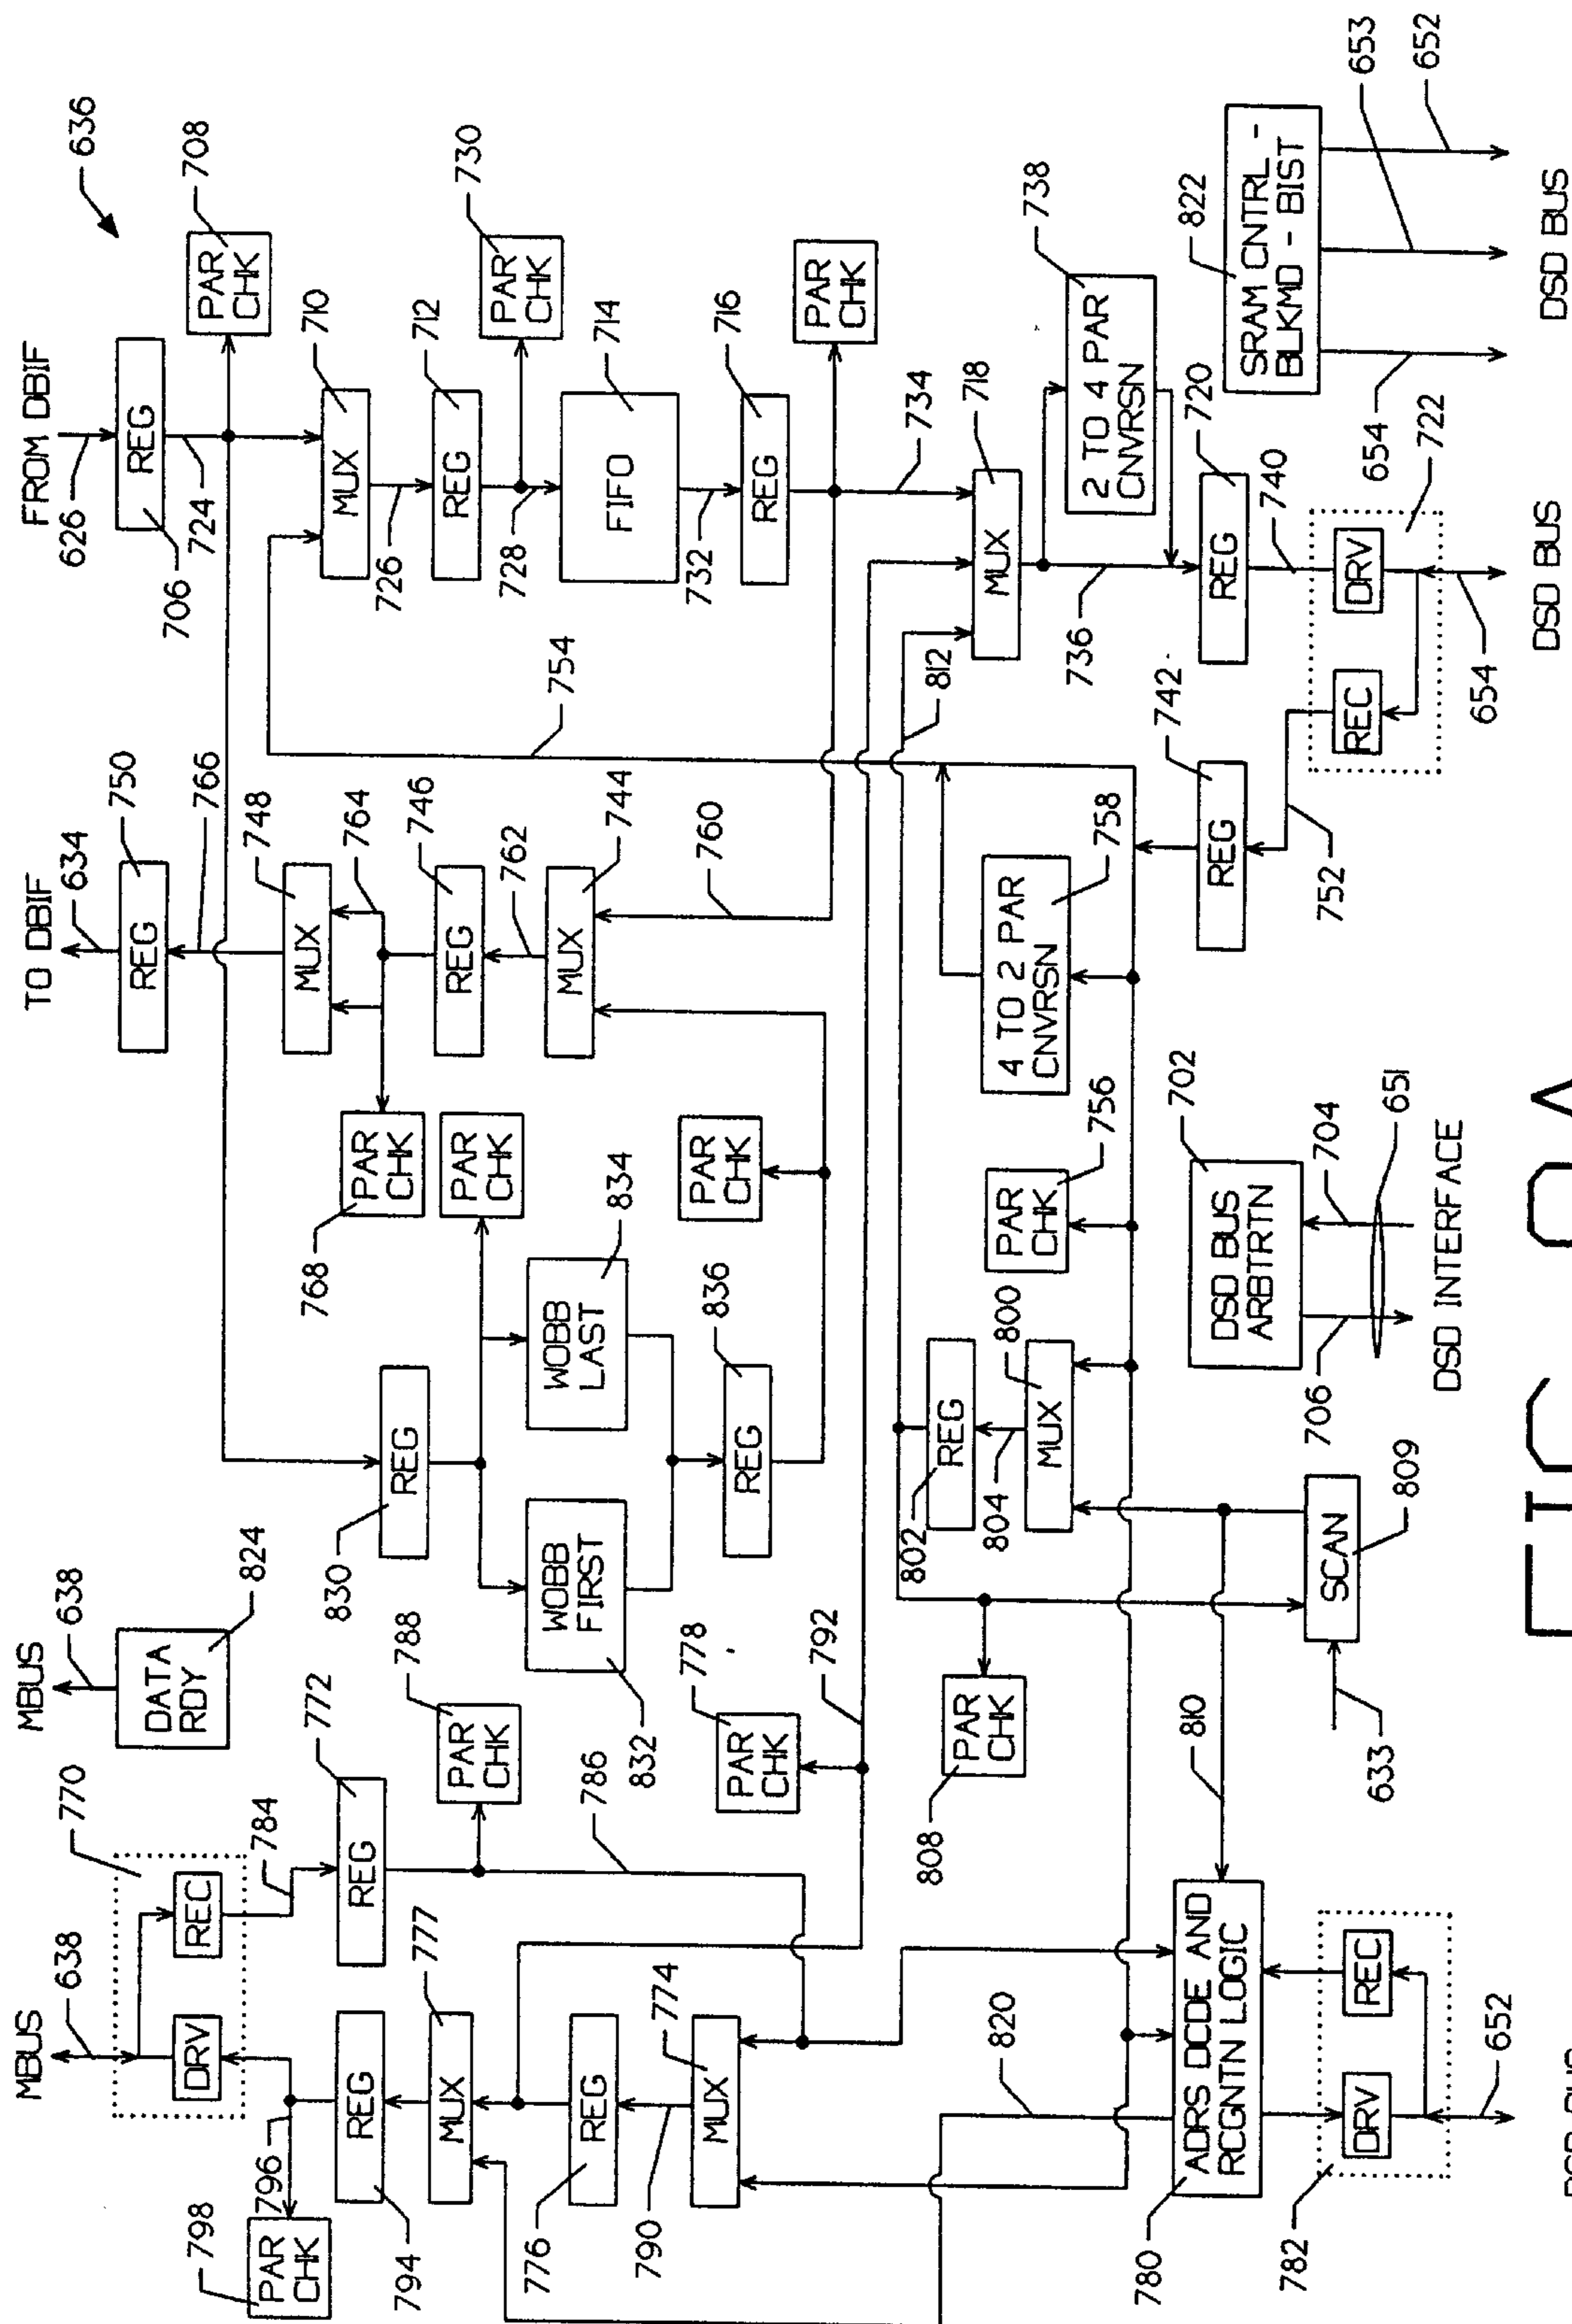 MBUS
638
770
DRV
REC
784
796
798
PAR
CHK
REG
794
772
REG
777
MUX
788
PAR
CHK
786
776
REG
790
774
MUX
778
PAR
CHK
792
820
780
ADRS DCDE AND
RCGNTN LOGIC
782
DRV
REC
652
MBUS
638
DATA
RDY
824
830
REG
WOBB
FIRST
832
WOBB
LAST
834
PAR
CHK
836
REG
PAR
CHK
768
PAR
CHK
TO DBIF
634
750
REG
766
748
MUX
764
746
REG
762
744
MUX
760
754
FROM DBIF
626
REG
706
724
636
708
PAR
CHK
710
MUX
726
712
REG
728
730
PAR
CHK
714
FIFO
732
716
REG
PAR
CHK
734
812
718
MUX
736
738
2 TO 4 PAR
CNVRSN
720
REG
740
722
DRV
REC
654
DSD BUS
742
REG
752
758
4 TO 2 PAR
CNVRSN
756
PAR
CHK
800
MUX
802
REG
804
808
PAR
CHK
810
809
SCAN
633
702
DSD BUS
ARBTRTN
704
706
651
DSD INTERFACE
822
SRAM CNTRL -
BLKMD - BIST
654
653
652
DSD BUS